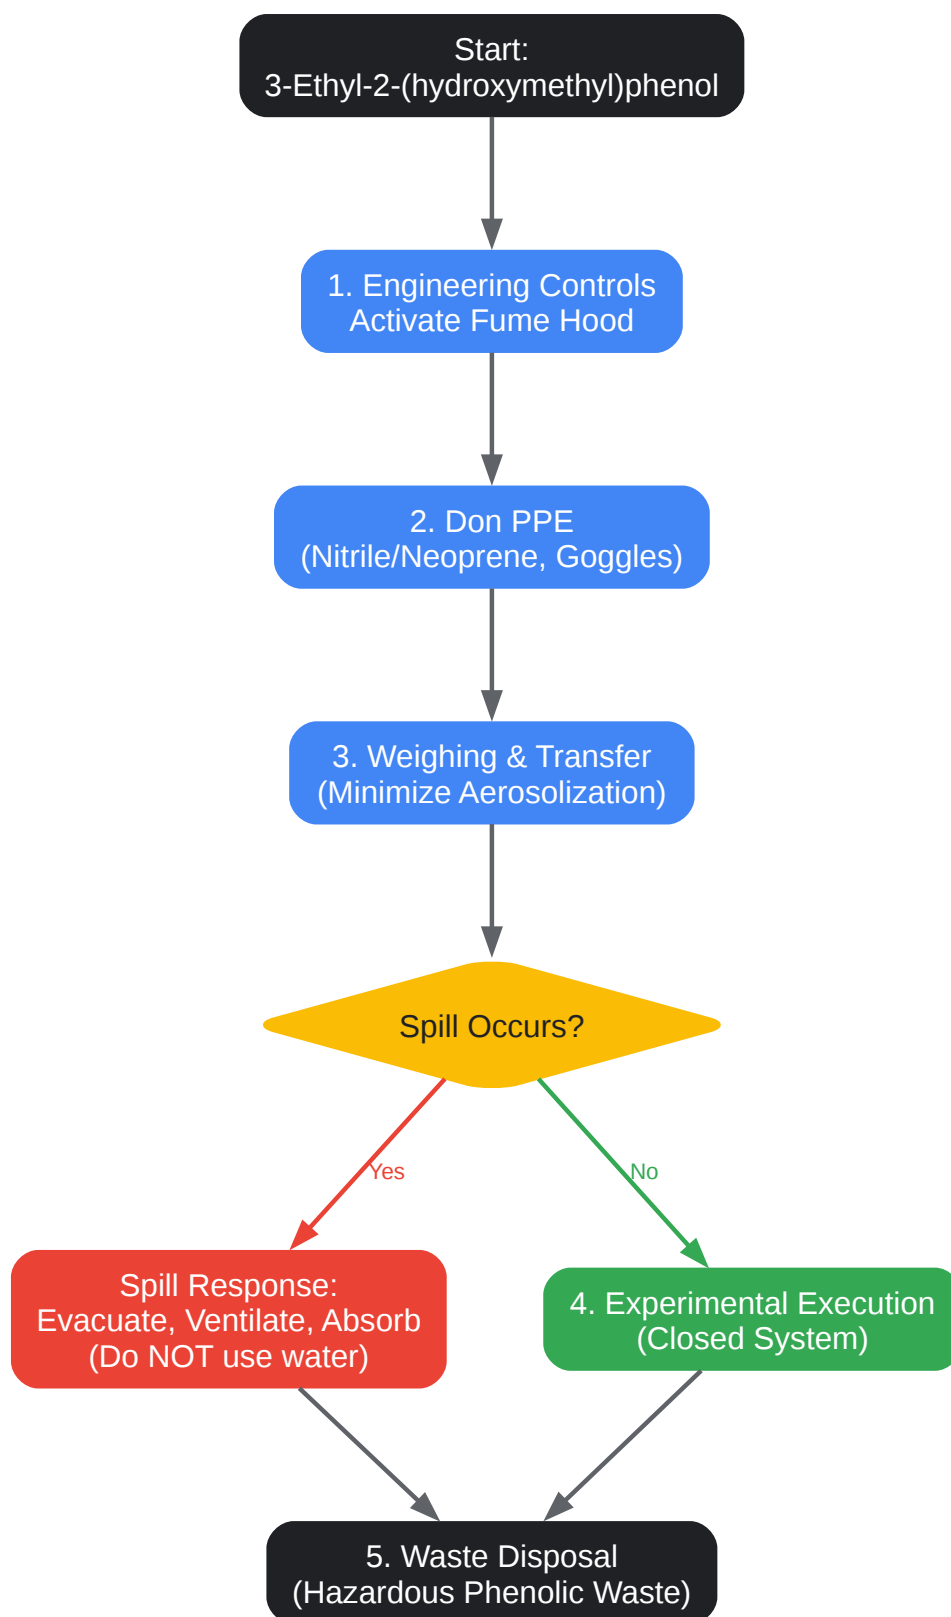 Start:
3-Ethyl-2-(hydroxymethyl)phenol
1. Engineering Controls
Activate Fume Hood
2. Don PPE
(Nitrile/Neoprene, Goggles)
3. Weighing & Transfer
(Minimize Aerosolization)
Spill Occurs?
Yes
No
Spill Response:
Evacuate, Ventilate, Absorb
(Do NOT use water)
4. Experimental Execution
(Closed System)
5. Waste Disposal
(Hazardous Phenolic Waste)